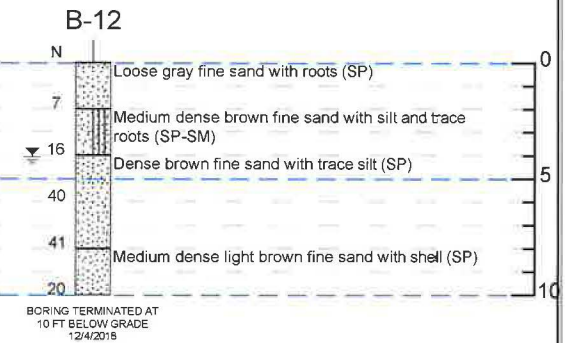 B-12
N
0
Loose gray fine sand with roots (SP)
7
Medium dense brown fine sand with silt and trace
roots (SP-SM)
16
Dense brown fine sand with trace silt (SP)
5
40
41
Medium dense light brown fine sand with shell (SP)
20
10
BORING TERMINATED AT
10 FT BELOW GRADE
12/4/2018